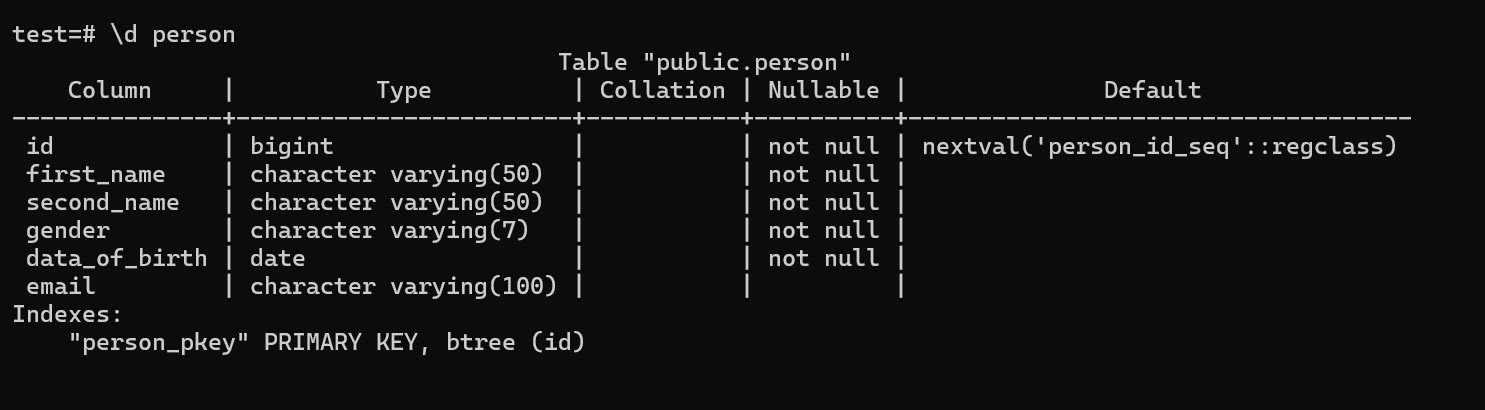 test=# \d person
                                       Table "public.person"
    Column     |          Type          | Collation | Nullable |              Default
---------------+------------------------+-----------+----------+------------------------------------
 id            | bigint                 |           | not null | nextval('person_id_seq'::regclass)
 first_name    | character varying(50)  |           | not null |
 second_name   | character varying(50)  |           | not null |
 gender        | character varying(7)   |           | not null |
 data_of_birth | date                   |           | not null |
 email         | character varying(100) |           |          |
Indexes:
    "person_pkey" PRIMARY KEY, btree (id)